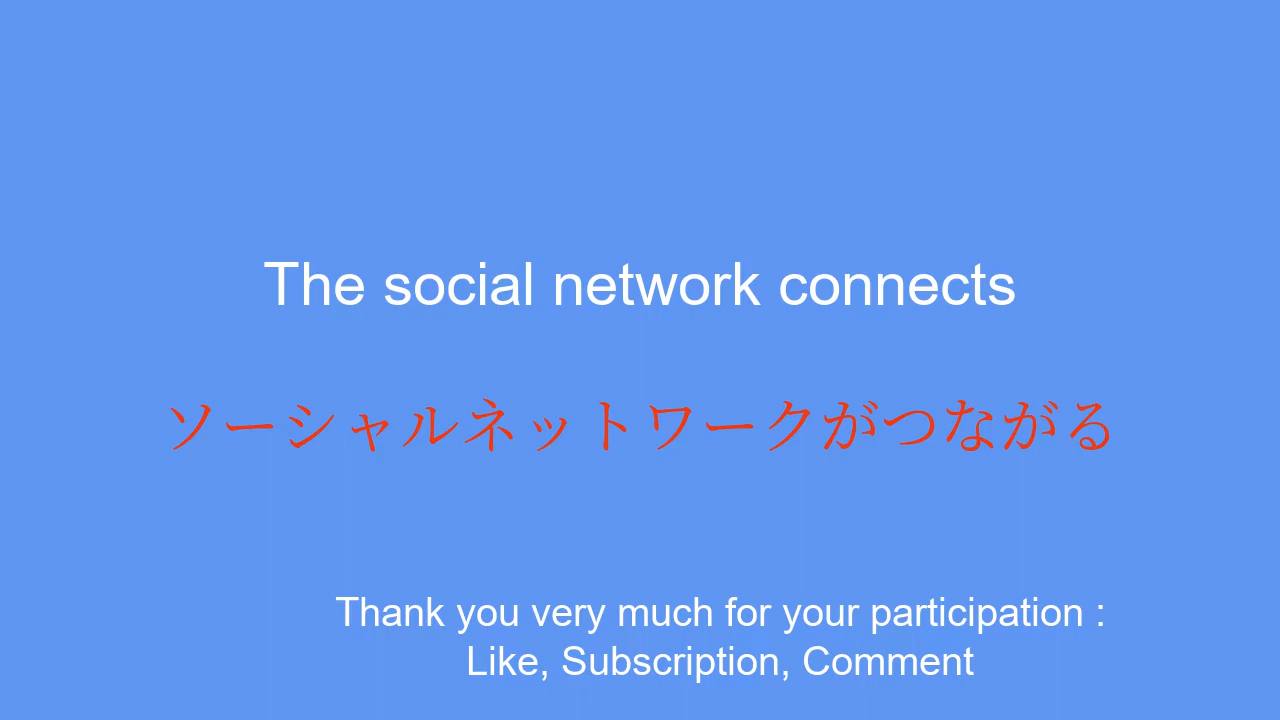 The social network connects
ソーシャルネットワークがつながる
Thank you very much for your participation :
Like, Subscription, Comment